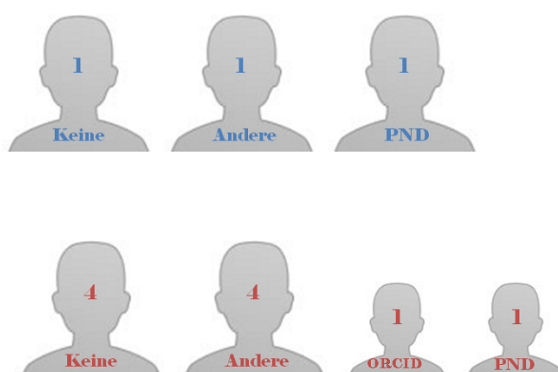 1 1 1
Keine Andere PND
4 4 1 1
Keine Andere ORCID PND